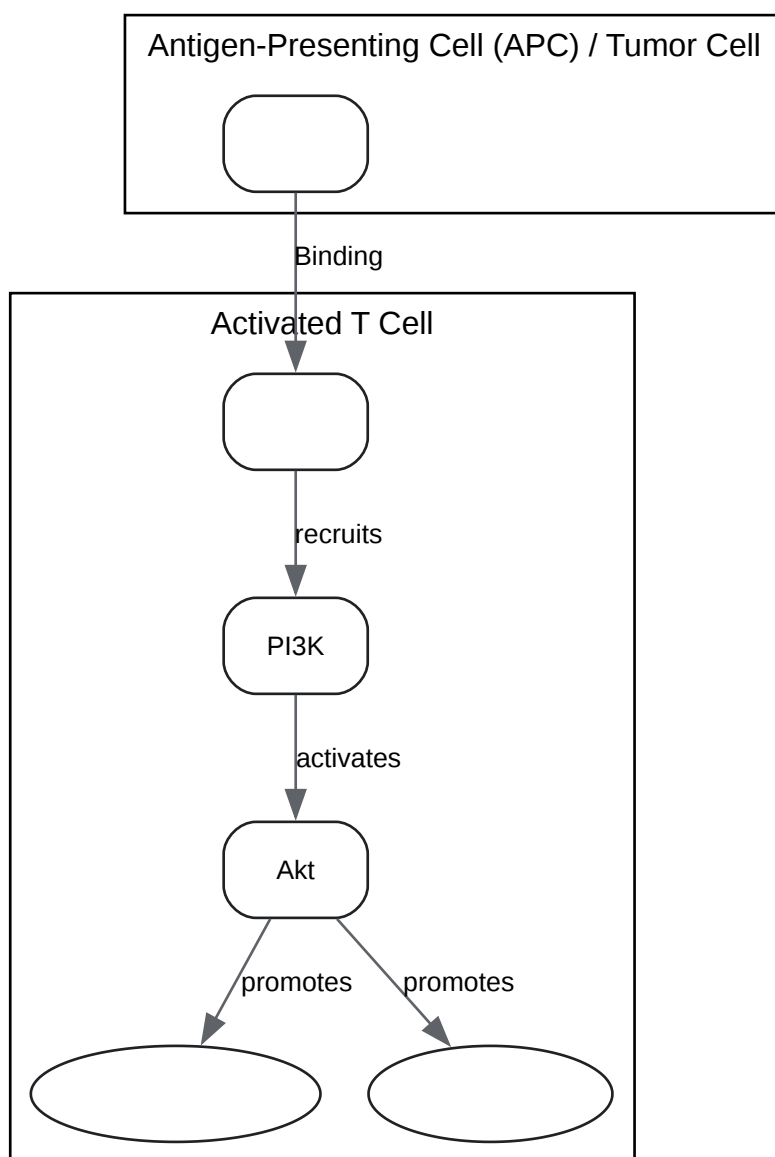 Antigen-Presenting Cell (APC) / Tumor Cell
Binding
Activated T Cell
recruits
PI3K
activates
Akt
promotes
promotes